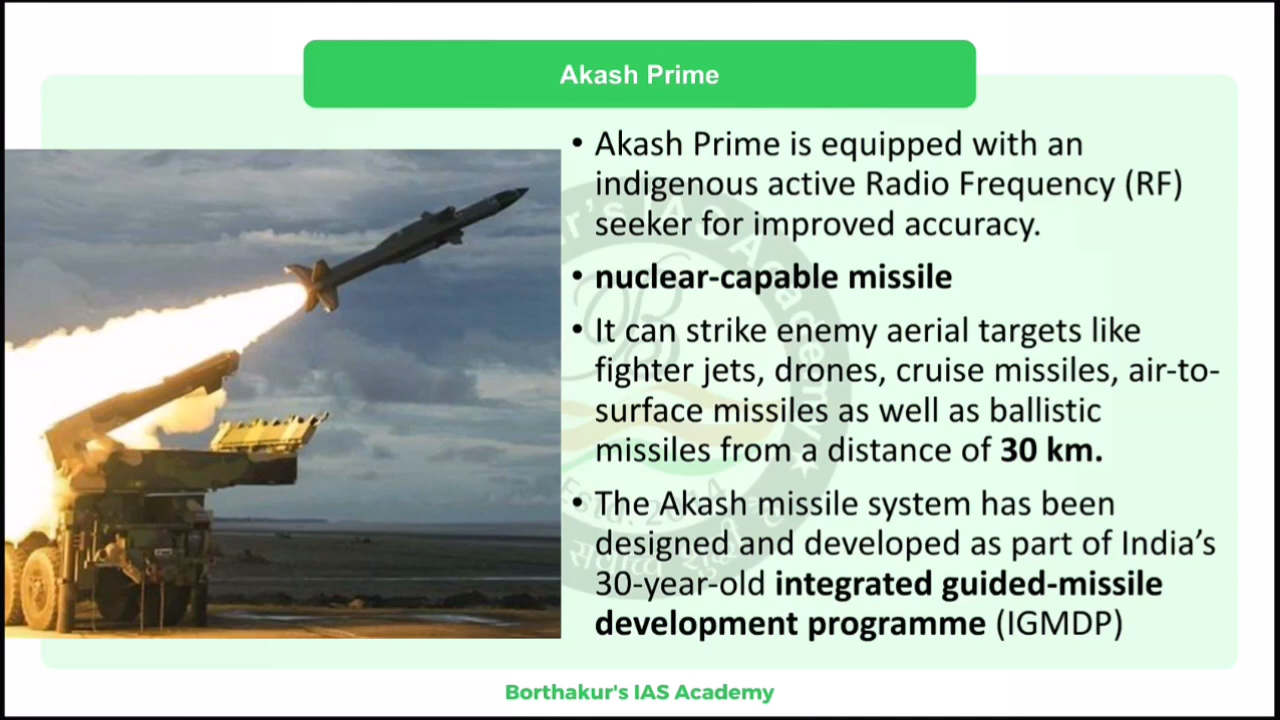 Akash Prime
• Akash Prime is equipped with an
indigenous active Radio Frequency (RF)
seeker for improved accuracy.
• nuclear-capable missile
• It can strike enemy aerial targets like
fighter jets, drones, cruise missiles, air-to-
surface missiles as well as ballistic
missiles from a distance of 30 km.
• The Akash missile system has been
designed and developed as part of India's
30-year-old integrated guided-missile
development programme (IGMDP)
Borthakur's IAS Academy